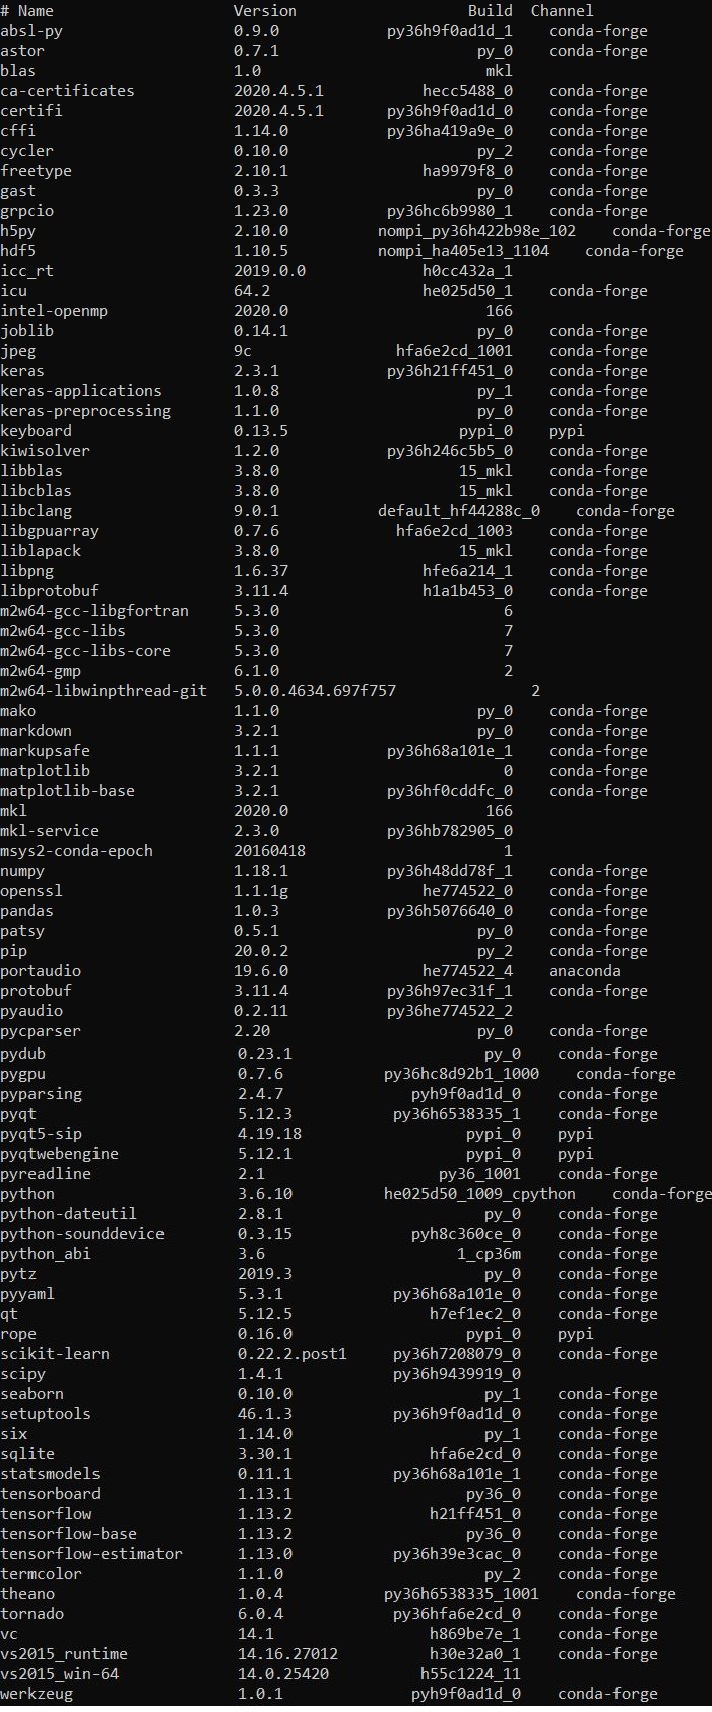 # Name Version Build Channel
absl-py 0.9.0 py36h9f0ad1d_1 conda-forge
astor 0.7.1 py_0 conda-forge
blas 1.0 mkl
ca-certificates 2020.4.5.1 hecc5488_0 conda-forge
certifi 2020.4.5.1 py36h9f0ad1d_0 conda-forge
cffi 1.14.0 py36ha419a9e_0 conda-forge
cycler 0.10.0 py_2 conda-forge
freetype 2.10.1 ha9979f8_0 conda-forge
gast 0.3.3 py_0 conda-forge
grpcio 1.23.0 py36hc6b9980_1 conda-forge
h5py 2.10.0 nompi_py36h422b98e_102 conda-forge
hdf5 1.10.5 nompi_ha405e13_1104 conda-forge
icc_rt 2019.0.0 h0cc432a_1
icu 64.2 he025d50_1 conda-forge
intel-openmp 2020.0 166
joblib 0.14.1 py_0 conda-forge
jpeg 9c hfa6e2cd_1001 conda-forge
keras 2.3.1 py36h21ff451_0 conda-forge
keras-applications 1.0.8 py_1 conda-forge
keras-preprocessing 1.1.0 py_0 conda-forge
keyboard 0.13.5 pypi_0 pypi
kiwisolver 1.2.0 py36h246c5b5_0 conda-forge
libblas 3.8.0 15_mkl conda-forge
libcblas 3.8.0 15_mkl conda-forge
libclang 9.0.1 default_hf44288c_0 conda-forge
libgpuarray 0.7.6 hfa6e2cd_1003 conda-forge
liblapack 3.8.0 15_mkl conda-forge
libpng 1.6.37 hfe6a214_1 conda-forge
libprotobuf 3.11.4 h1a1b453_0 conda-forge
m2w64-gcc-libgfortran 5.3.0 6
m2w64-gcc-libs 5.3.0 7
m2w64-gcc-libs-core 5.3.0 7
m2w64-gmp 6.1.0 2
m2w64-libwinpthread-git 5.0.0.4634.697f757 2
mako 1.1.0 py_0 conda-forge
markdown 3.2.1 py_0 conda-forge
markupsafe 1.1.1 py36h68a101e_1 conda-forge
matplotlib 3.2.1 0 conda-forge
matplotlib-base 3.2.1 py36hf0cddfc_0 conda-forge
mkl 2020.0 166
mkl-service 2.3.0 py36hb782905_0
msys2-conda-epoch 20160418 1
numpy 1.18.1 py36h48dd78f_1 conda-forge
openssl 1.1.1g he774522_0 conda-forge
pandas 1.0.3 py36h5076640_0 conda-forge
patsy 0.5.1 py_0 conda-forge
pip 20.0.2 py_2 conda-forge
portaudio 19.6.0 he774522_4 anaconda
protobuf 3.11.4 py36h97ec31f_1 conda-forge
pyaudio 0.2.11 py36he774522_2
pycparser 2.20 py_0 conda-forge
pydub 0.23.1 py_0 conda-forge
pygpu 0.7.6 py36hc8d92b1_1000 conda-forge
pyparsing 2.4.7 pyh9f0ad1d_0 conda-forge
pyqt 5.12.3 py36h6538335_1 conda-forge
pyqt5-sip 4.19.18 pypi_0 pypi
pyqtwebengine 5.12.1 pypi_0 pypi
pyreadline 2.1 py36_1001 conda-forge
python 3.6.10 he025d50_1009_cpython conda-forge
python-dateutil 2.8.1 py_0 conda-forge
python-sounddevice 0.3.15 pyh8c360ce_0 conda-forge
python_abi 3.6 1_cp36m conda-forge
pytz 2019.3 py_0 conda-forge
pyyaml 5.3.1 py36h68a101e_0 conda-forge
qt 5.12.5 h7ef1ec2_0 conda-forge
rope 0.16.0 pypi_0 pypi
scikit-learn 0.22.2.post1 py36h7208079_0 conda-forge
scipy 1.4.1 py36h9439919_0
seaborn 0.10.0 py_1 conda-forge
setuptools 46.1.3 py36h9f0ad1d_0 conda-forge
six 1.14.0 py_1 conda-forge
sqlite 3.30.1 hfa6e2cd_0 conda-forge
statsmodels 0.11.1 py36h68a101e_1 conda-forge
tensorboard 1.13.1 py36_0 conda-forge
tensorflow 1.13.2 h21ff451_0 conda-forge
tensorflow-base 1.13.2 py36_0 conda-forge
tensorflow-estimator 1.13.0 py36h39e3cac_0 conda-forge
termcolor 1.1.0 py_2 conda-forge
theano 1.0.4 py36h6538335_1001 conda-forge
tornado 6.0.4 py36hfa6e2cd_0 conda-forge
vc 14.1 h869be7e_1 conda-forge
vs2015_runtime 14.16.27012 h30e32a0_1 conda-forge
vs2015_win-64 14.0.25420 h55c1224_11
werkzeug 1.0.1 pyh9f0ad1d_0 conda-forge